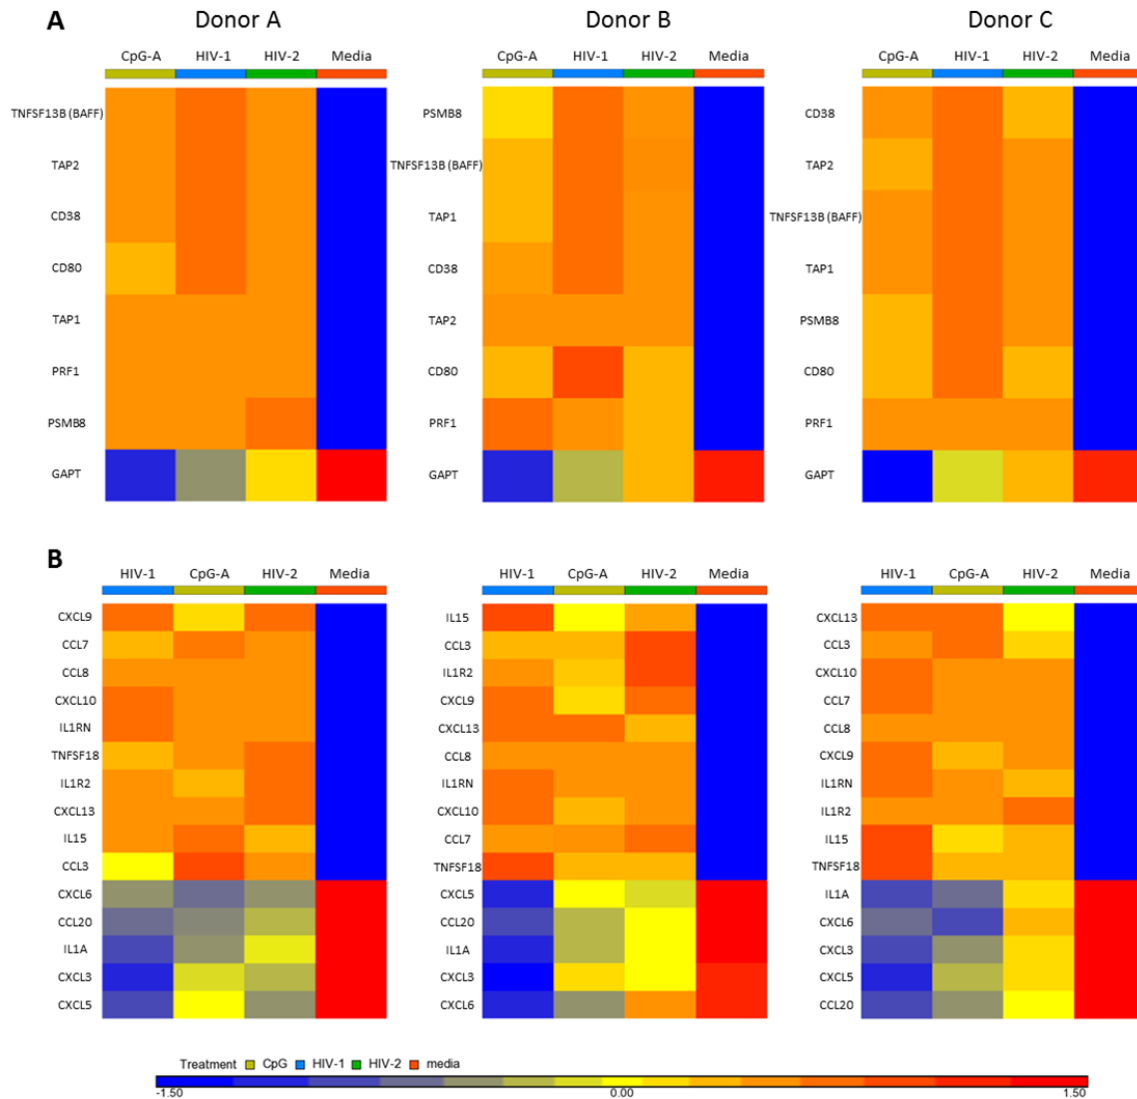 A
Donor A
Donor B
Donor C
CpG-A HIV-1 HIV-2 Media
CpG-A HIV-1 HIV-2 Media
CpG-A HIV-1 HIV-2 Media
TNFSF13B (BAFF)
TAP2
CD38
CD80
TAP1
PRF1
PSMB8
GAPT
PSMB8
TNFSF13B (BAFF)
TAP1
CD38
TAP2
CD80
PRF1
GAPT
CD38
TAP2
TNFSF13B (BAFF)
TAP1
PSMB8
CD80
PRF1
GAPT
B
HIV-1 CpG-A HIV-2 Media
HIV-1 CpG-A HIV-2 Media
HIV-1 CpG-A HIV-2 Media
CXCL9
CCL7
CCL8
CXCL10
IL1RN
TNFSF18
IL1R2
CXCL13
IL15
CCL3
CXCL6
CCL20
IL1A
CXCL3
CXCL5
IL15
CCL3
IL1R2
CXCL9
CXCL13
CCL8
IL1RN
CXCL10
CCL7
TNFSF18
CXCL5
CCL20
IL1A
CXCL3
CXCL6
CXCL13
CCL3
CXCL10
CCL7
CCL8
CXCL9
IL1RN
IL1R2
IL15
TNFSF18
IL1A
CXCL6
CXCL3
CXCL5
CCL20
Treatment CpG HIV-1 HIV-2 media
-1.50 0.00 1.50